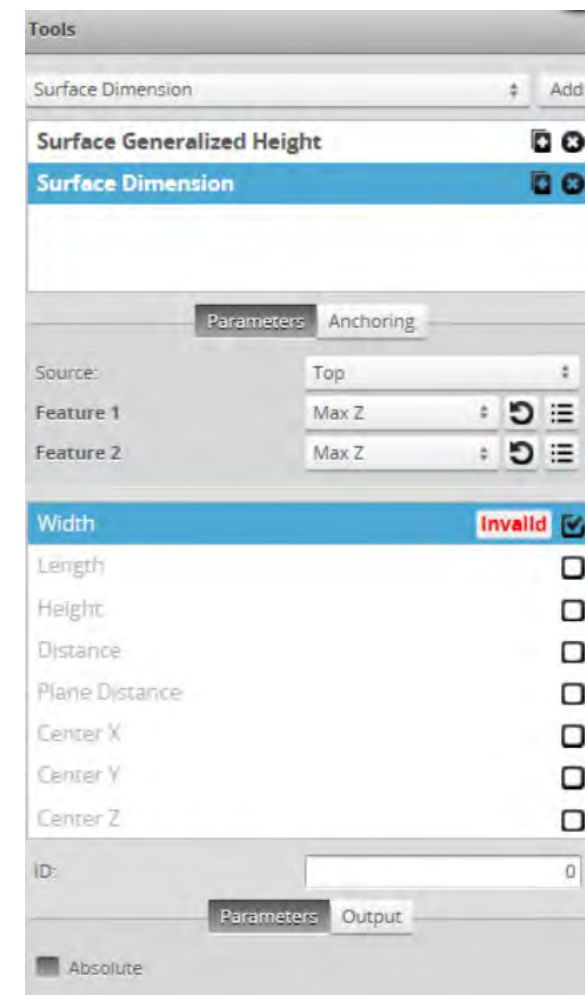 Tools
Surface Dimension Add
Surface Generalized Height
Surface Dimension
Parameters Anchoring
Source: Top
Feature 1 Max Z
Feature 2 Max Z
Width Invalid
Length
Height
Distance
Plane Distance
Center X
Center Y
Center Z
ID: 0
Parameters Output
Absolute